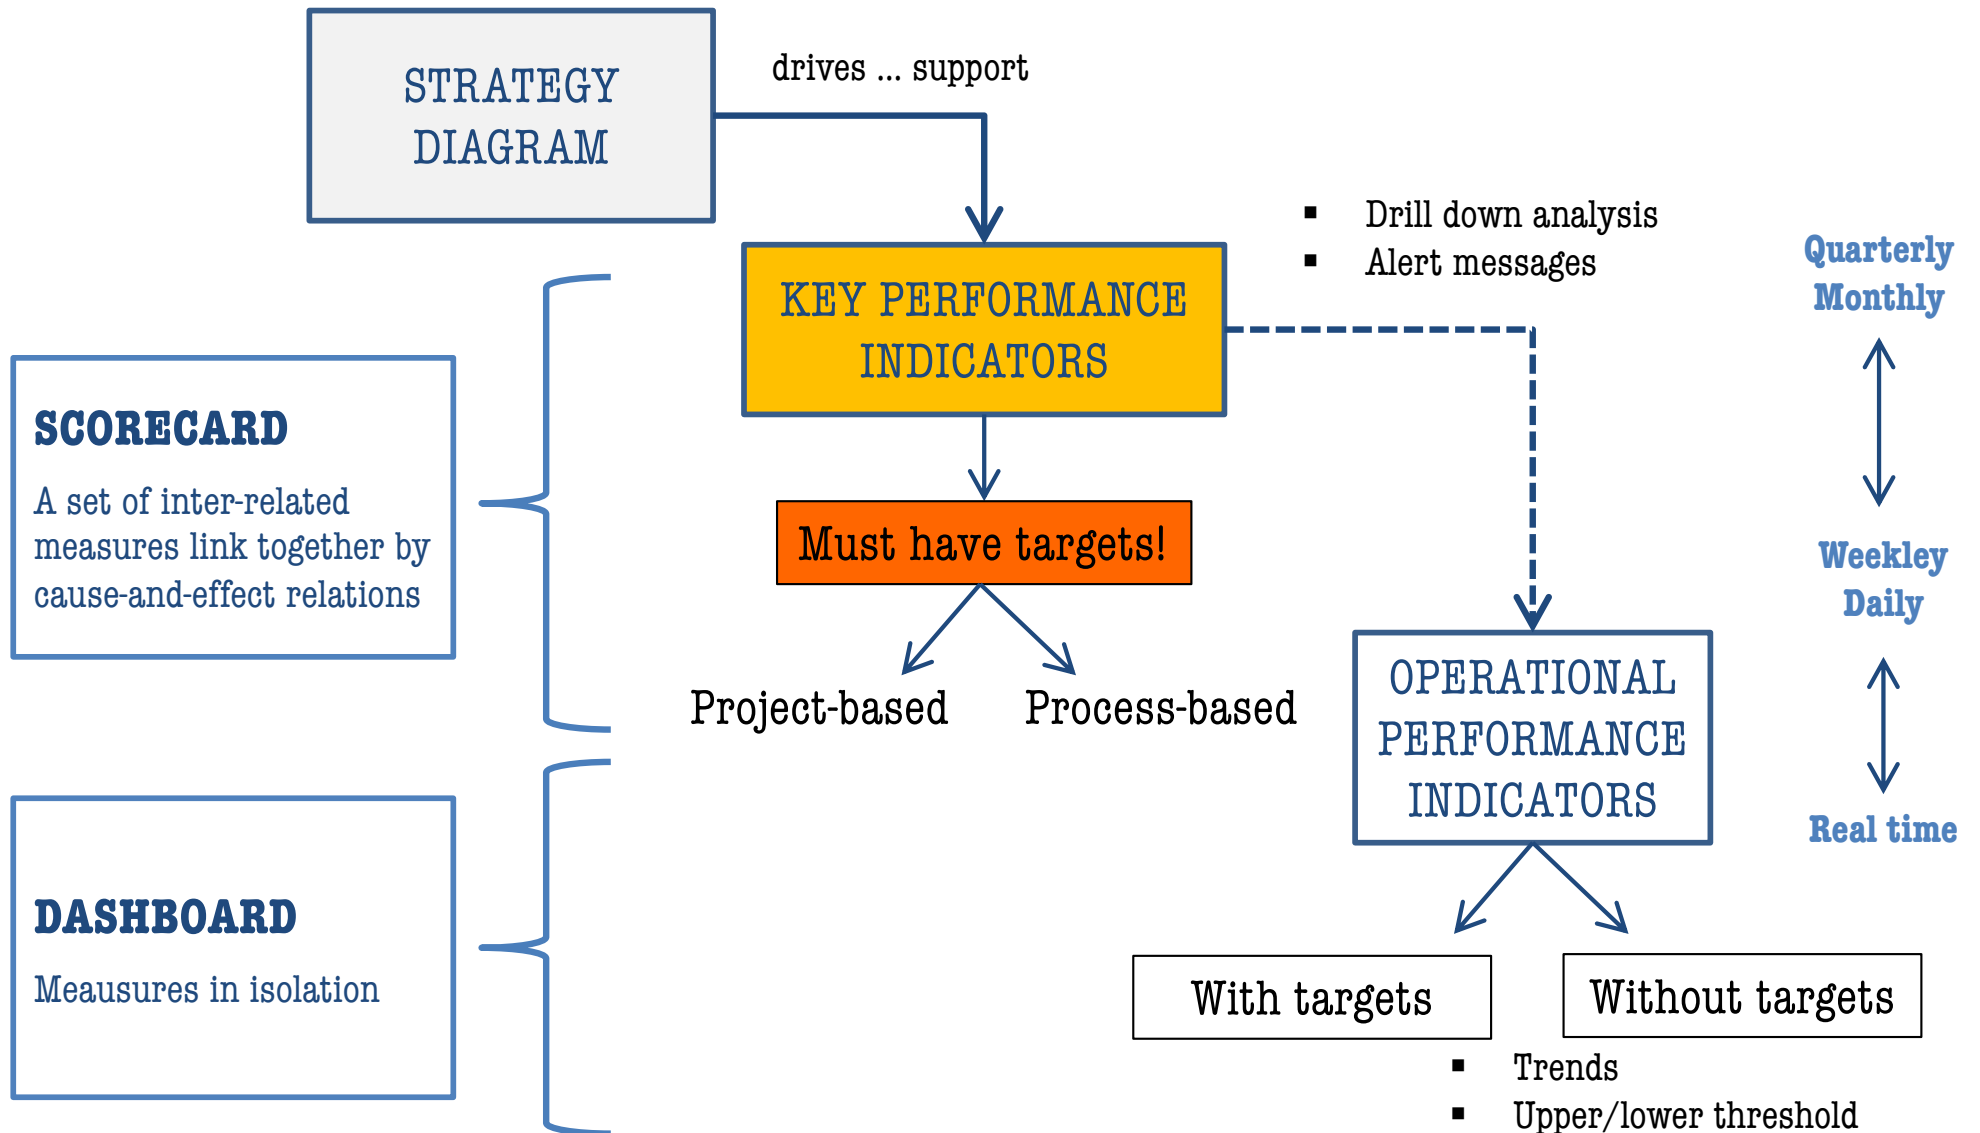 STRATEGY
DIAGRAM
drives ... support
▪ Drill down analysis
▪ Alert messages
Quarterly
Monthly
KEY PERFORMANCE
INDICATORS
SCORECARD
A set of inter-related
measures link together by
cause-and-effect relations
Must have targets!
Weekley
Daily
Project-based
Process-based
OPERATIONAL
PERFORMANCE
INDICATORS
Real time
DASHBOARD
Meausures in isolation
With targets
Without targets
▪ Trends
▪ Upper/lower threshold